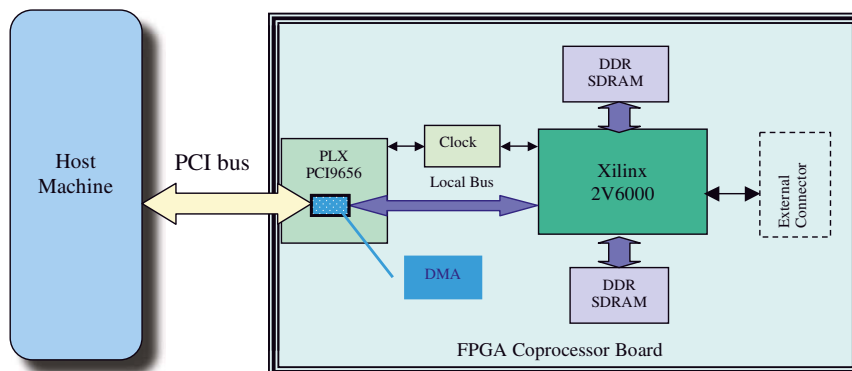 Host
Machine
PCI bus
PLX
PCI9656
Clock
Local Bus
DMA
DDR
SDRAM
Xilinx
2V6000
DDR
SDRAM
External
Connector
FPGA Coprocessor Board